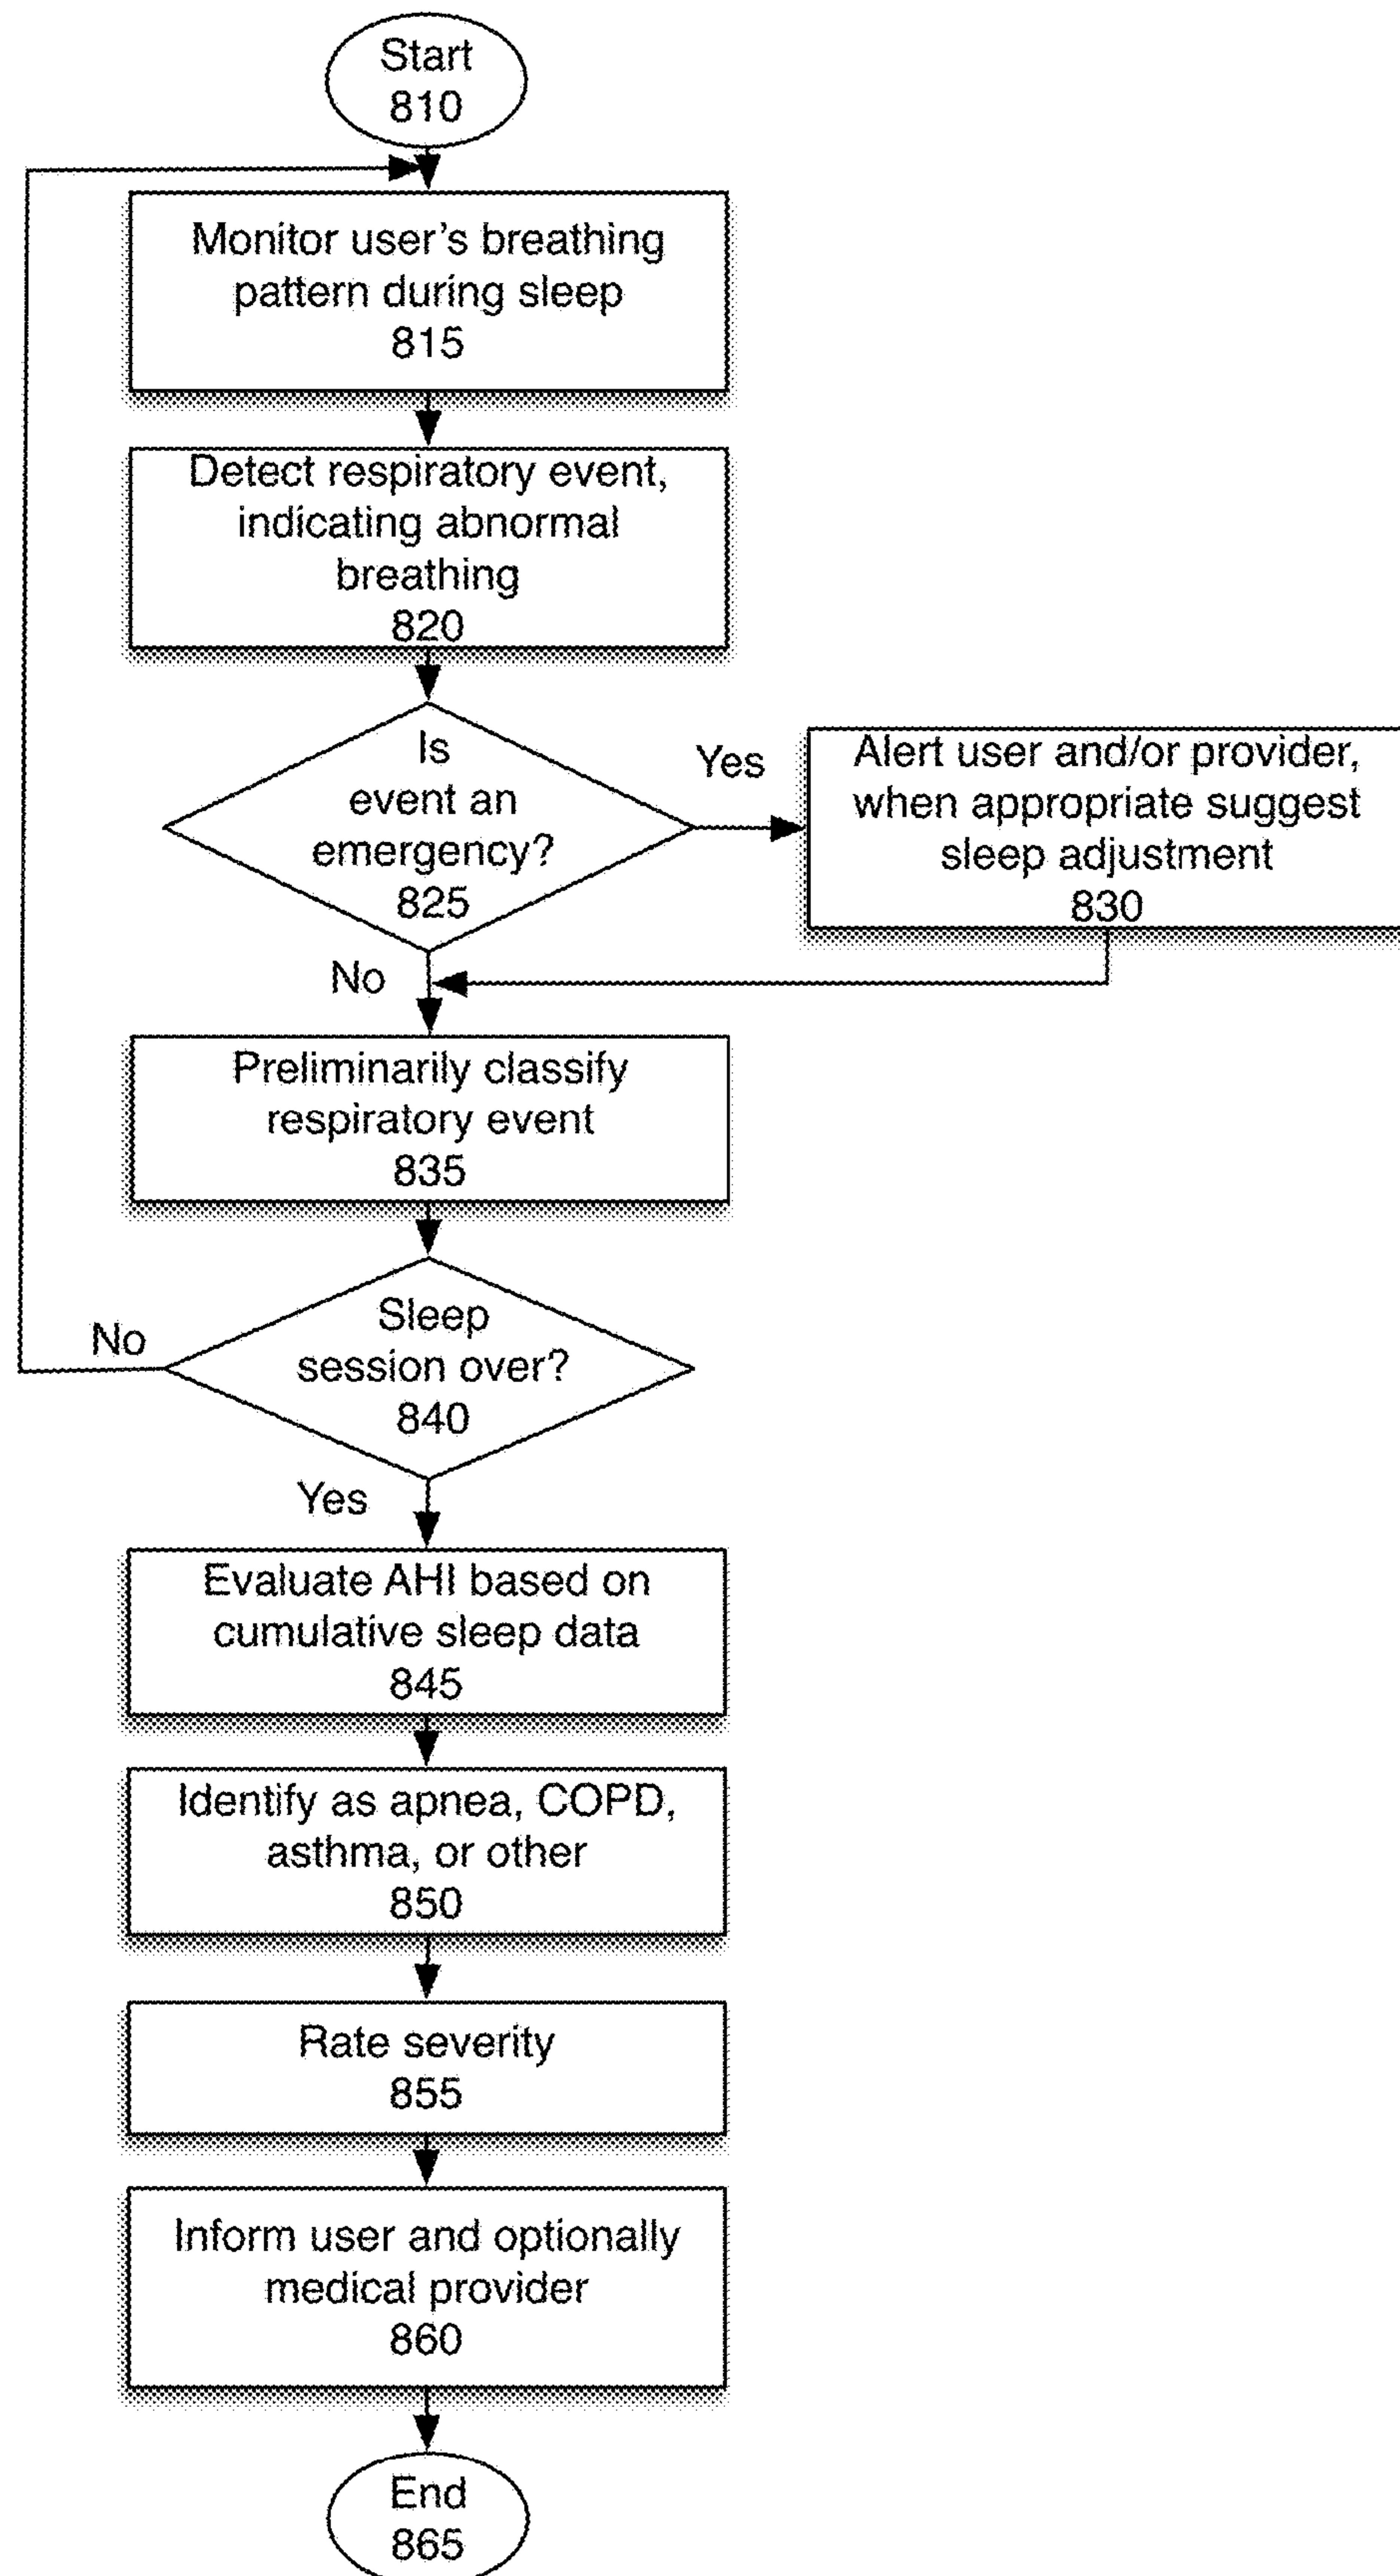 Start
810
Monitor user's breathing
pattern during sleep
815
Detect respiratory event,
indicating abnormal
breathing
820
Is
event an
emergency?
825
Yes
Alert user and/or provider,
when appropriate suggest
sleep adjustment
830
No
Preliminarily classify
respiratory event
835
Sleep
session over?
840
No
Yes
Evaluate AHI based on
cumulative sleep data
845
Identify as apnea, COPD,
asthma, or other
850
Rate severity
855
Inform user and optionally
medical provider
860
End
865